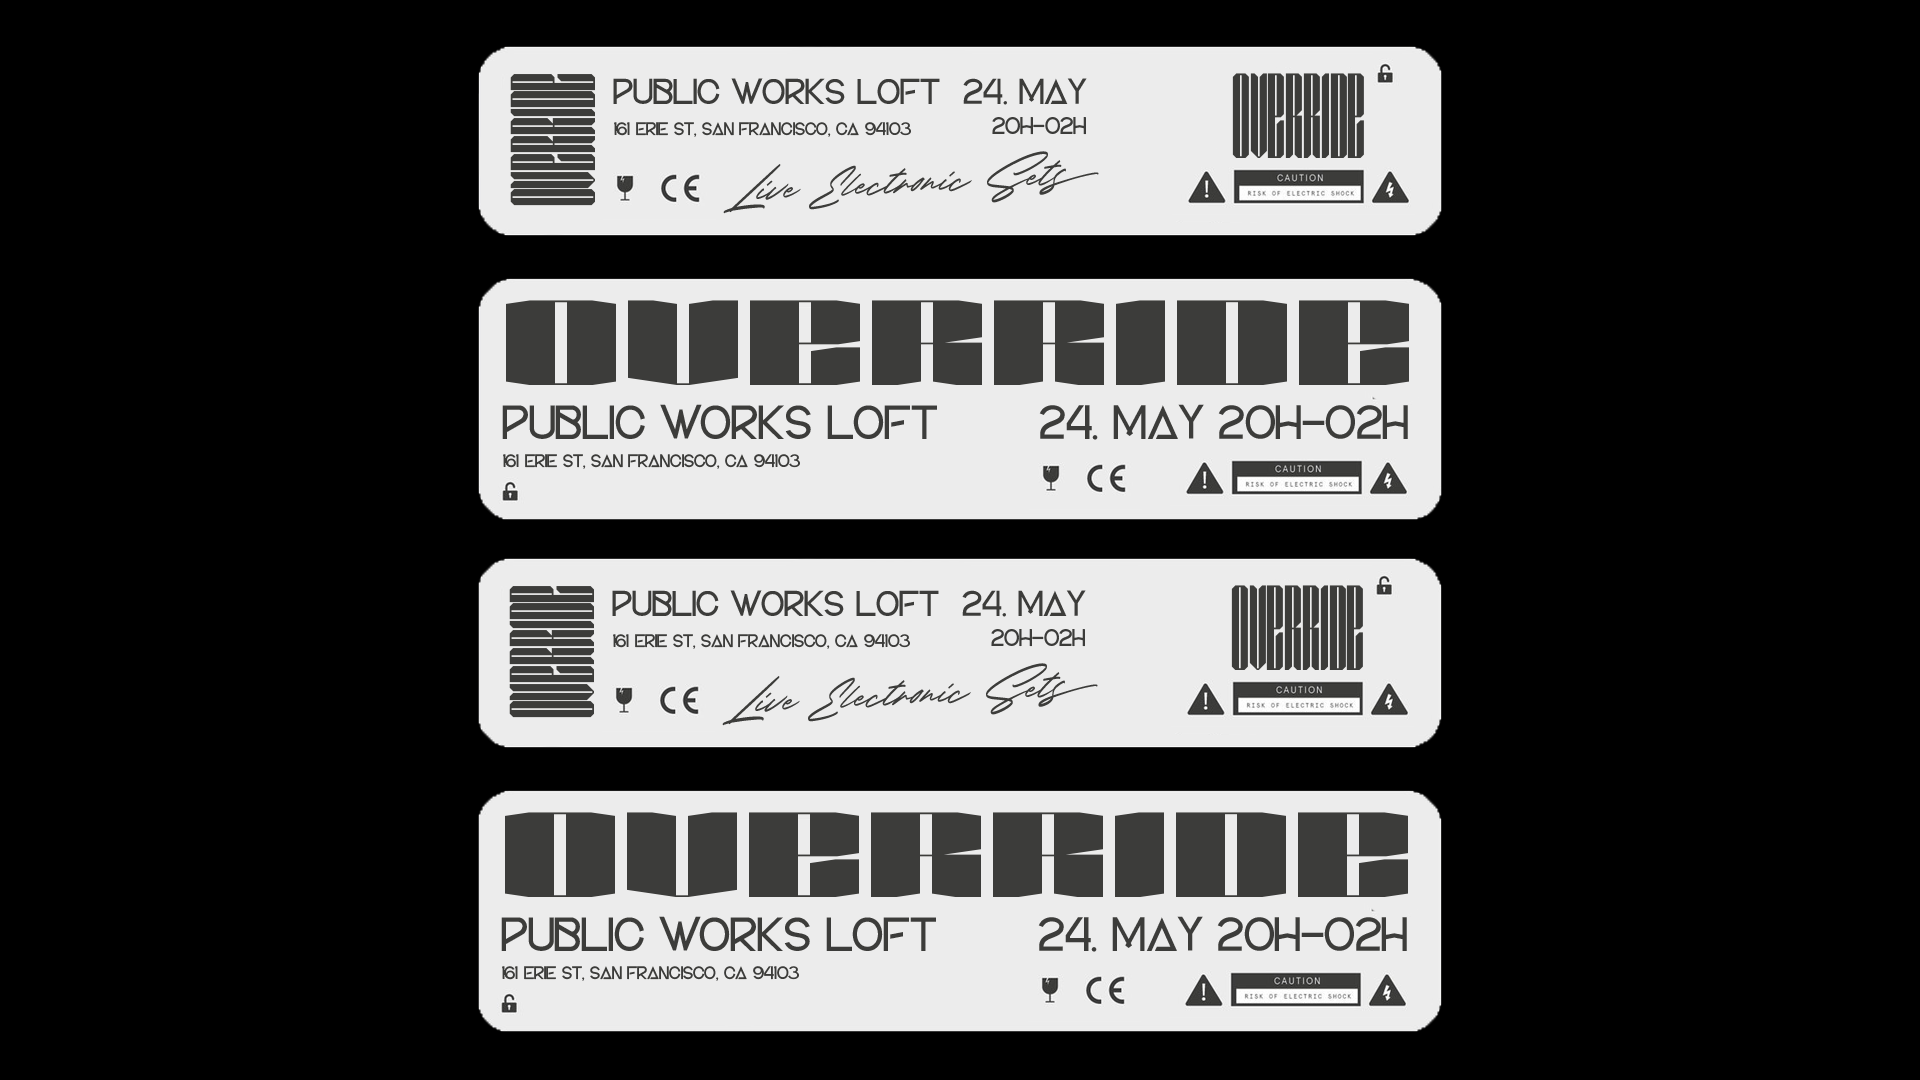 OVERRIDE
PUBLIC WORKS LOFT 24. MAY
161 ERIE ST, SAN FRANCISCO, CA 94103 20H-02H
CE Live Electronic Sets
OVERRIDE
CAUTION
RISK OF ELECTRIC SHOCK
OVERRIDE
PUBLIC WORKS LOFT 24. MAY 20H-02H
161 ERIE ST, SAN FRANCISCO, CA 94103
CE
CAUTION
RISK OF ELECTRIC SHOCK
OVERRIDE
PUBLIC WORKS LOFT 24. MAY
161 ERIE ST, SAN FRANCISCO, CA 94103 20H-02H
CE Live Electronic Sets
OVERRIDE
CAUTION
RISK OF ELECTRIC SHOCK
OVERRIDE
PUBLIC WORKS LOFT 24. MAY 20H-02H
161 ERIE ST, SAN FRANCISCO, CA 94103
CE
CAUTION
RISK OF ELECTRIC SHOCK